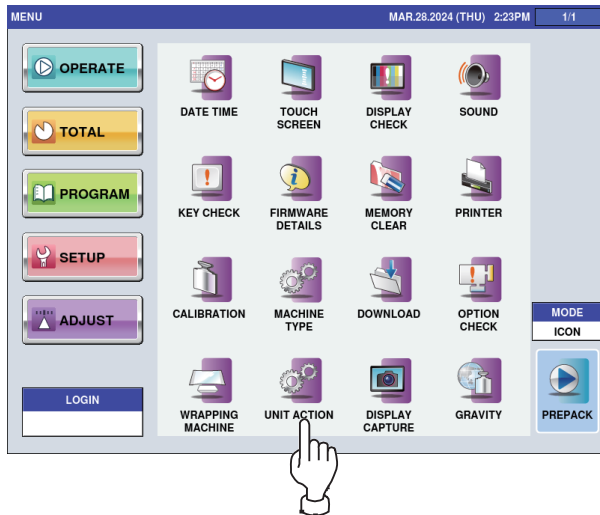 MENU
MAR.28.2024 (THU) 2:23PM
1/1
OPERATE
TOTAL
PROGRAM
SETUP
ADJUST
LOGIN
DATE TIME
TOUCH
SCREEN
DISPLAY
CHECK
SOUND
KEY CHECK
FIRMWARE
DETAILS
MEMORY
CLEAR
PRINTER
CALIBRATION
MACHINE
TYPE
DOWNLOAD
OPTION
CHECK
WRAPPING
MACHINE
UNIT ACTION
DISPLAY
CAPTURE
GRAVITY
MODE
ICON
PREPACK